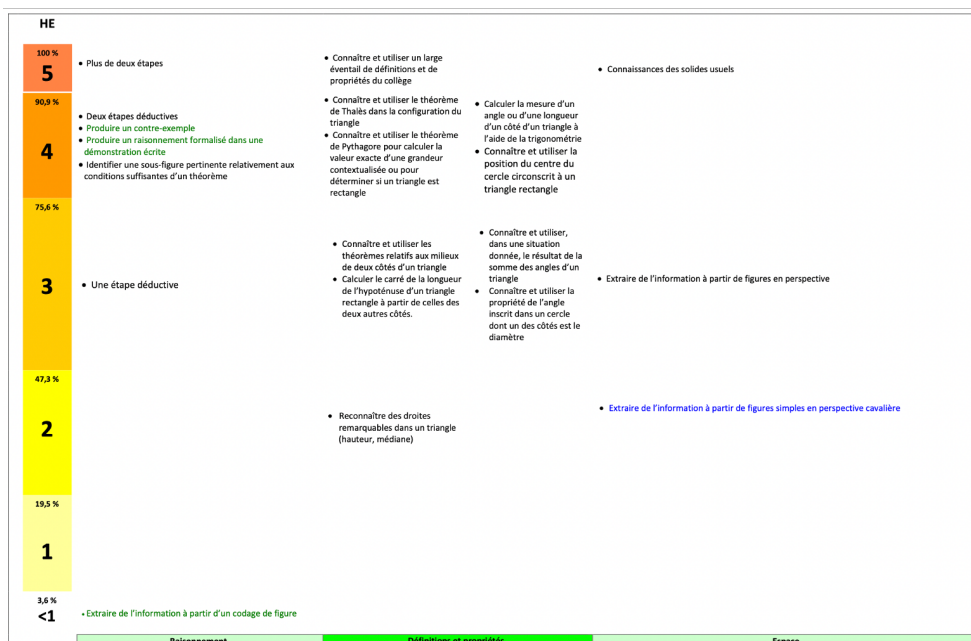 HE
100 %
5
• Plus de deux étapes
• Connaître et utiliser un large
éventail de définitions et de
propriétés du collège
• Connaissances des solides usuels
90,9 %
4
• Deux étapes déductives
• Produire un contre-exemple
• Produire un raisonnement formalisé dans une
démonstration écrite
• Identifier une sous-figure pertinente relativement aux
conditions suffisantes d'un théorème
• Connaître et utiliser le théorème
de Thalès dans la configuration du
triangle
• Connaître et utiliser le théorème
de Pythagore pour calculer la
valeur exacte d'une grandeur
contextualisée ou pour
déterminer si un triangle est
rectangle
• Calculer la mesure d'un
angle ou d'une longueur
d'un côté d'un triangle à
l'aide de la trigonométrie
• Connaître et utiliser la
position du centre du
cercle circonscrit à un
triangle rectangle
75,6 %
3
• Une étape déductive
• Connaître et utiliser les
théorèmes relatifs aux milieux
de deux côtés d'un triangle
• Calculer le carré de la longueur
de l'hypoténuse d'un triangle
rectangle à partir de celles des
deux autres côtés.
• Connaître et utiliser,
dans une situation
donnée, le résultat de la
somme des angles d'un
triangle
• Connaître et utiliser la
propriété de l'angle
inscrit dans un cercle
dont un des côtés est le
diamètre
• Extraire de l'information à partir de figures en perspective
47,3 %
2
• Reconnaître des droites
remarquables dans un triangle
(hauteur, médiane)
• Extraire de l'information à partir de figures simples en perspective cavalière
19,5 %
1
3,6 %
<1
• Extraire de l'information à partir d'un codage de figure
Raisonnement
Définitions et propriétés
Espace